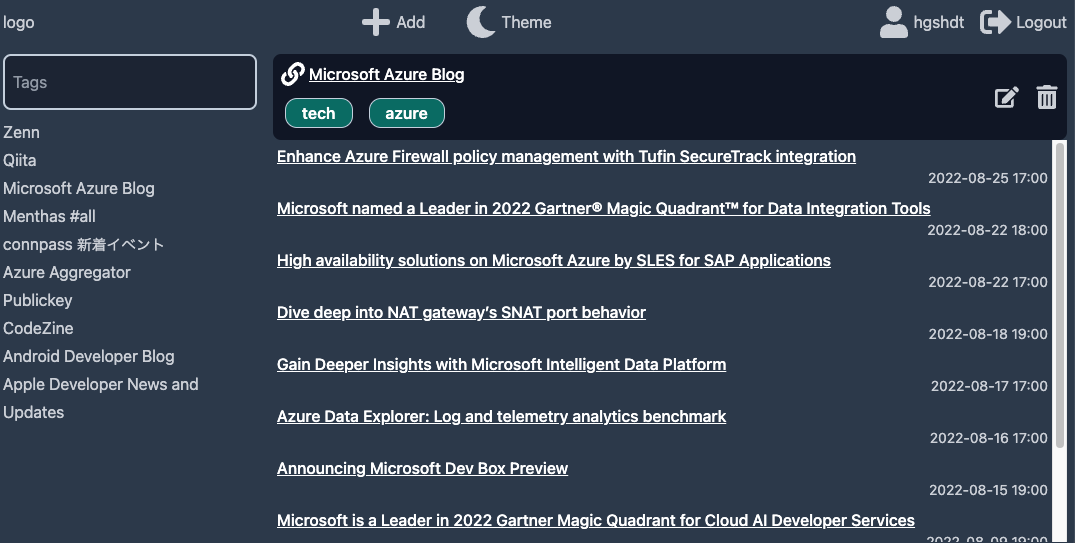 logo
Add
Theme
hgshdt
Logout
Tags
Zenn
Qiita
Microsoft Azure Blog
Menthas #all
connpass 新着イベント
Azure Aggregator
Publickey
CodeZine
Android Developer Blog
Apple Developer News and
Updates
Microsoft Azure Blog
tech
azure
Enhance Azure Firewall policy management with Tufin SecureTrack integration
2022-08-25 17:00
Microsoft named a Leader in 2022 Gartner® Magic Quadrant™ for Data Integration Tools
2022-08-22 18:00
High availability solutions on Microsoft Azure by SLES for SAP Applications
2022-08-22 17:00
Dive deep into NAT gateway’s SNAT port behavior
2022-08-18 19:00
Gain Deeper Insights with Microsoft Intelligent Data Platform
2022-08-17 17:00
Azure Data Explorer: Log and telemetry analytics benchmark
2022-08-16 17:00
Announcing Microsoft Dev Box Preview
2022-08-15 19:00
Microsoft is a Leader in 2022 Gartner Magic Quadrant for Cloud AI Developer Services
2022-08-09 19:00